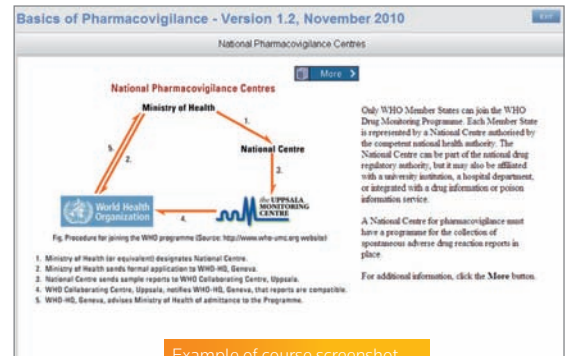 Basics of Pharmacovigilance - Version 1.2, November 2010
EXIT
National Pharmacovigilance Centres
More
National Pharmacovigilance Centres
Ministry of Health
1.
National Centre
5.
2.
3.
World Health
Organization
4.
the UPPSALA
MONITORING
CENTRE
Fig. Procedure for joining the WHO programme (Source: http://www.who-umc.org website)
1. Ministry of Health (or equivalent) designates National Centre.
2. Ministry of Health sends formal application to WHO-HQ, Geneva.
3. National Centre sends sample reports to WHO Collaborating Centre, Uppsala.
4. WHO Collaborating Centre, Uppsala, notifies WHO-HQ, Geneva, that reports are compatible.
5. WHO-HQ, Geneva, advises Ministry of Health of admittance to the Programme.
Only WHO Member States can join the WHO
Drug Monitoring Programme. Each Member State
is represented by a National Centre authorised by
the competent national health authority. The
National Centre can be part of the national drug
regulatory authority, but it may also be affiliated
with a university institution, a hospital department,
or integrated with a drug information or poison
information service.
A National Centre for pharmacovigilance must
have a programme for the collection of
spontaneous adverse drug reaction reports in
place.
For additional information, click the More button.
Example of course screenshot